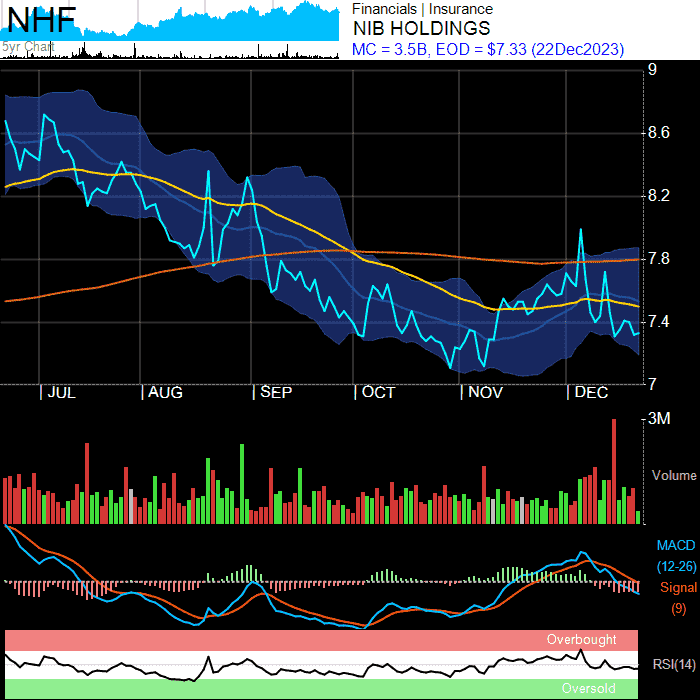 NHF
5yr Chart
Financials | Insurance
NIB HOLDINGS
MC = 3.5B, EOD = $7.33 (22Dec2023)
9
8.6
8.2
7.8
7.4
7
| JUL | AUG | SEP | OCT | NOV | DEC
3M
Volume
MACD
(12-26)
Signal
(9)
Overbought
RSI(14)
Oversold